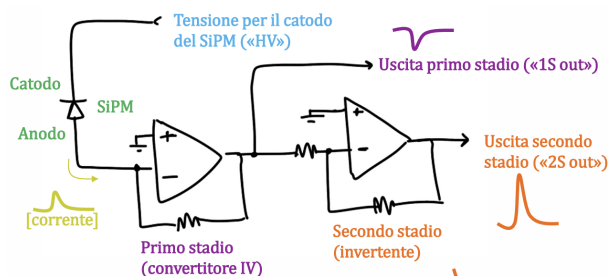 Tensione per il catodo
del SiPM («HV»)
Uscita primo stadio («1S out»)
Catodo
SiPM
Anodo
+
−
+
-
Uscita secondo
stadio («2S out»)
[corrente]
Primo stadio
(convertitore IV)
Secondo stadio
(invertente)